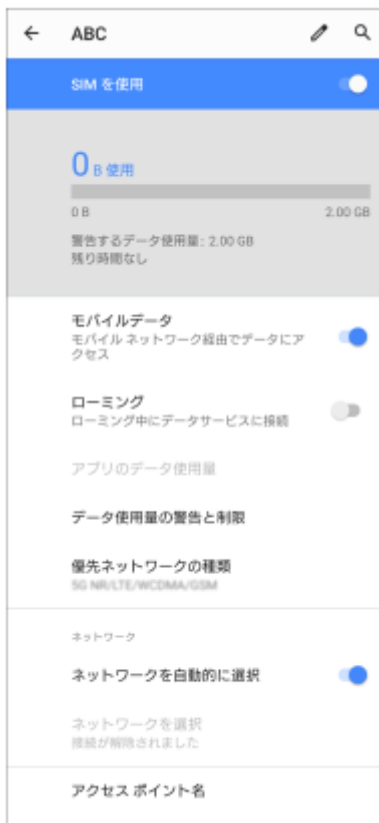 ABC
SIM を使用
0 B 使用
0 B 2.00 GB
警告するデータ使用量: 2.00 GB
残り時間なし
モバイルデータ
モバイル ネットワーク経由でデータにア
クセス
ローミング
ローミング中にデータサービスに接続
アプリのデータ使用量
データ使用量の警告と制限
優先ネットワークの種類
5G NR/LTE/WCDMA/GSM
ネットワーク
ネットワークを自動的に選択
ネットワークを選択
接続が解除されました
アクセス ポイント名